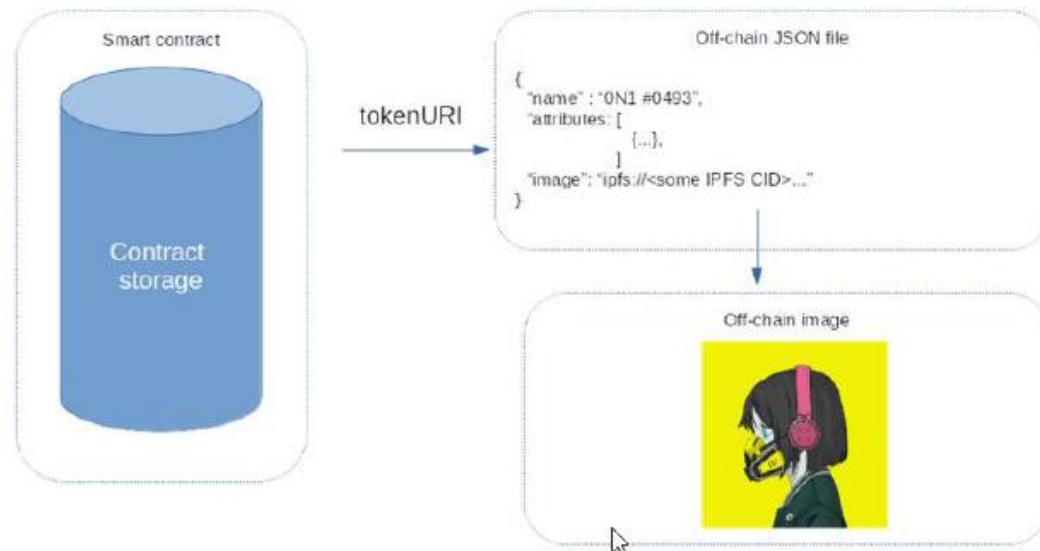 Smart contract
Contract
storage
tokenURI
Off-chain JSON file
{
"name" : "0N1 #0493",
"attributes: [
{...},
]
"image": "ipfs://<some IPFS CID>..."
}
Off-chain image